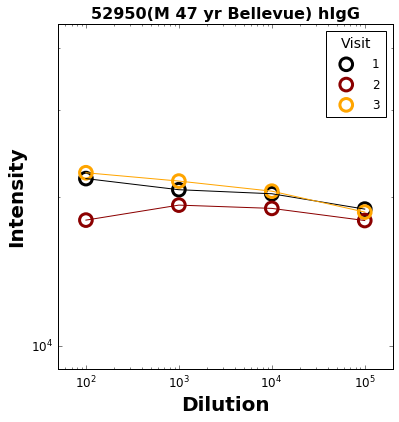 52950(M 47 yr Bellevue) hIgG
Visit
1
2
3
Intensity
10^4
10^2 10^3 10^4 10^5
Dilution